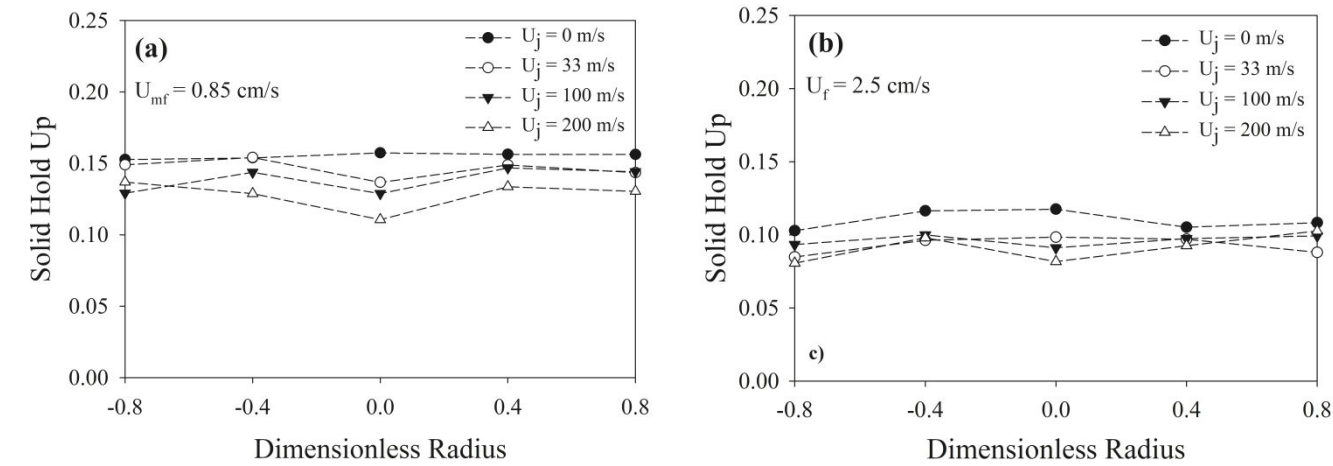 (a)
U_mf = 0.85 cm/s
U_j = 0 m/s
U_j = 33 m/s
U_j = 100 m/s
U_j = 200 m/s
Solid Hold Up
0.25
0.20
0.15
0.10
0.05
0.00
-0.8 -0.4 0.0 0.4 0.8
Dimensionless Radius
(b)
U_f = 2.5 cm/s
U_j = 0 m/s
U_j = 33 m/s
U_j = 100 m/s
U_j = 200 m/s
Solid Hold Up
0.25
0.20
0.15
0.10
0.05
0.00
c)
-0.8 -0.4 0.0 0.4 0.8
Dimensionless Radius